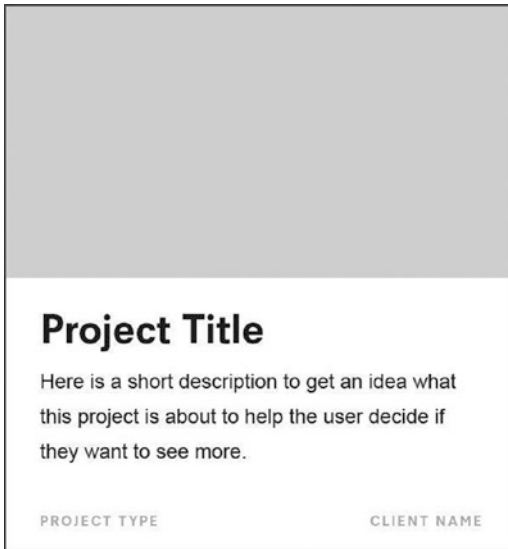 Project Title
Here is a short description to get an idea what
this project is about to help the user decide if
they want to see more.
PROJECT TYPE CLIENT NAME